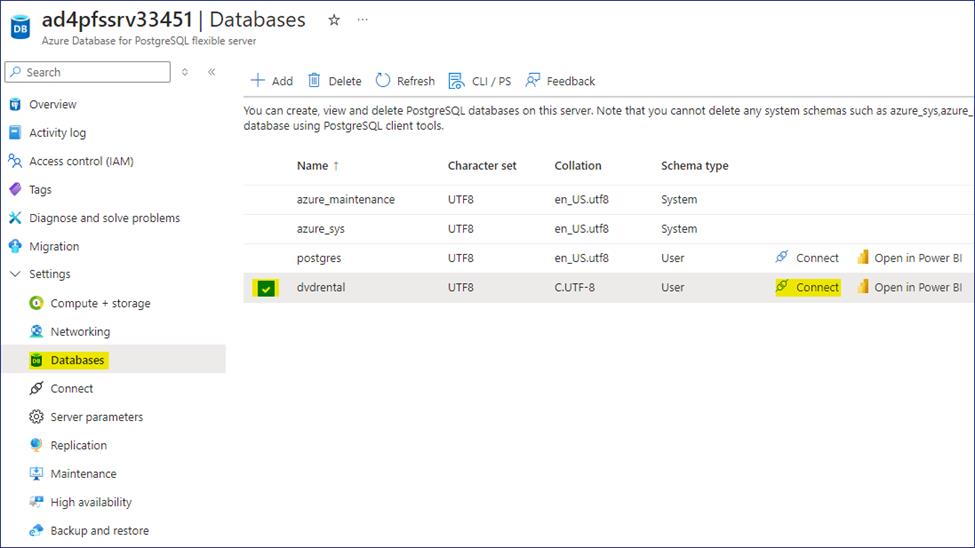 DB
ad4pfssrv33451 | Databases
Azure Database for PostgreSQL flexible server
Search
Overview
Activity log
Access control (IAM)
Tags
Diagnose and solve problems
Migration
Settings
Compute + storage
Networking
DB Databases
Connect
Server parameters
Replication
Maintenance
High availability
Backup and restore
Add Delete Refresh CLI / PS Feedback
You can create, view and delete PostgreSQL databases on this server. Note that you cannot delete any system schemas such as azure_sys,azure_
database using PostgreSQL client tools.
Name ↑ Character set Collation Schema type
azure_maintenance UTF8 en_US.utf8 System
azure_sys UTF8 en_US.utf8 System
postgres UTF8 en_US.utf8 User Connect Open in Power BI
dvdrental UTF8 C.UTF-8 User Connect Open in Power BI